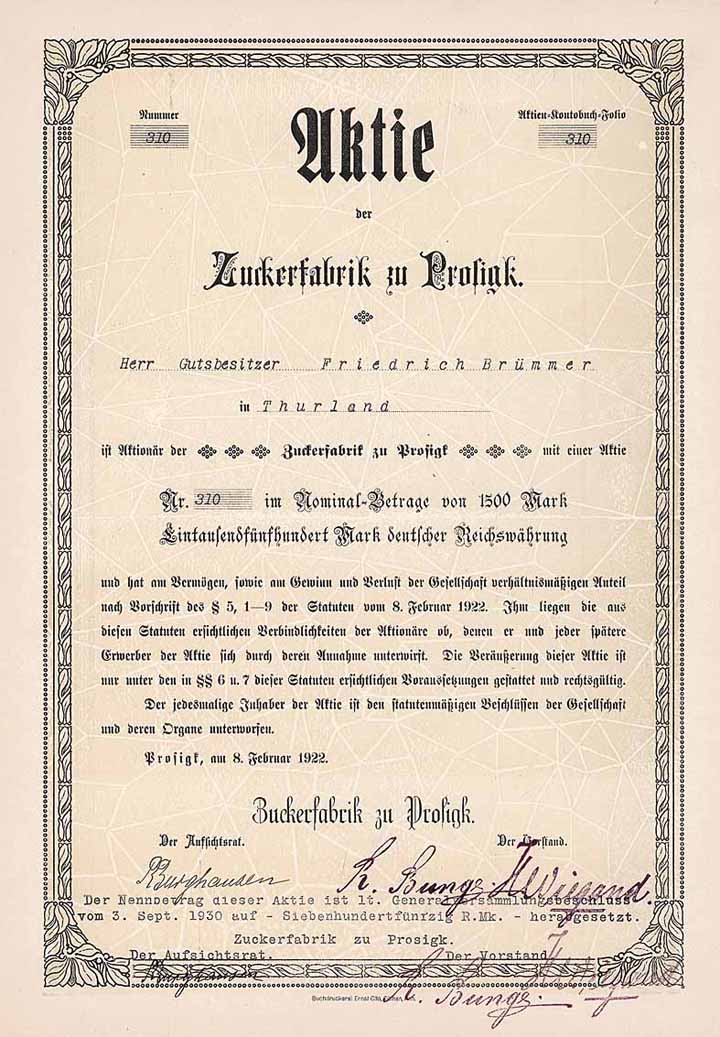 Nummer
310
Aktien-Kontobuch-Folio
310
Aktie
der
Zuckerfabrik zu Prosigk.
Herr Gutsbesitzer Friedrich Brümmer
in Thurland
ist Aktionär der Zuckerfabrik zu Prosigk mit einer Aktie
Nr. 310 im Nominal-Betrage von 1500 Mark
Eintausendfünfhundert Mark deutscher Reichswährung
und hat am Vermögen, sowie am Gewinn und Verlust der Gesellschaft verhältnismäßigen Anteil
nach Vorschrift des § 5, 1—9 der Statuten vom 8. Februar 1922. Ihm liegen die aus
diesen Statuten ersichtlichen Verbindlichkeiten der Aktionäre ob, denen er und jeder spätere
Erwerber der Aktie sich durch deren Annahme unterwirft. Die Veräußerung dieser Aktie ist
nur unter den in §§ 6 u. 7 dieser Statuten ersichtlichen Voraussetzungen gestattet und rechtsgültig.
Der jedesmalige Inhaber der Aktie ist den statutenmäßigen Beschlüssen der Gesellschaft
und deren Organe unterworfen.
Prosigk, am 8. Februar 1922.
Zuckerfabrik zu Prosigk.
Der Aufsichtsrat. Der Vorstand.
RBurghausen R. Bunge HWiegand.
Der Nennbetrag dieser Aktie ist lt. Generalversammlungsbeschluss
vom 3. Sept. 1930 auf - Siebenhundertfünfzig R.Mk. - herabgesetzt.
Zuckerfabrik zu Prosigk.
Der Aufsichtsrat. Der Vorstand
RBurghausen R. Bunge.
Buchdruckerei Ernst